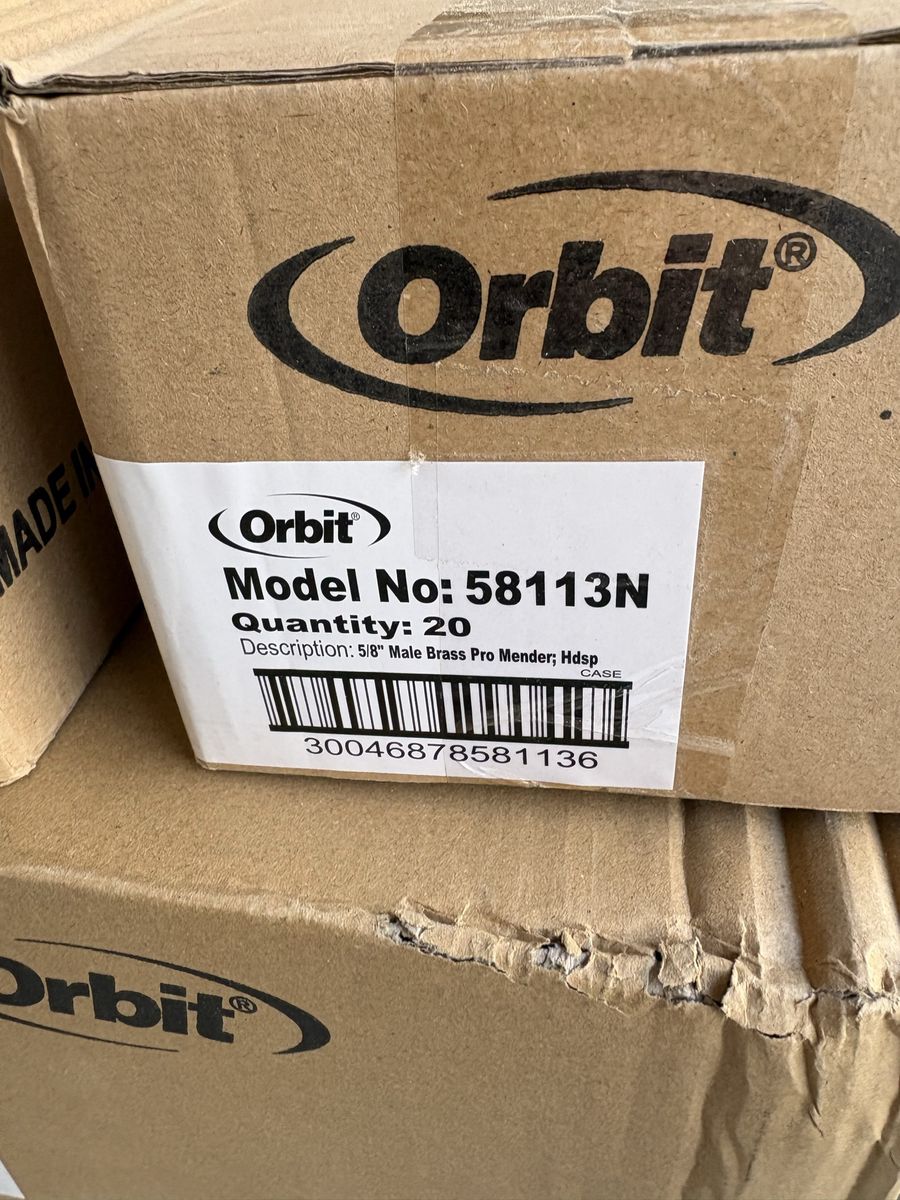 Orbit®
MADE IN
Orbit®
Model No: 58113N
Quantity: 20
Description: 5/8" Male Brass Pro Mender; Hdsp
CASE
30046878581136
Orbit®